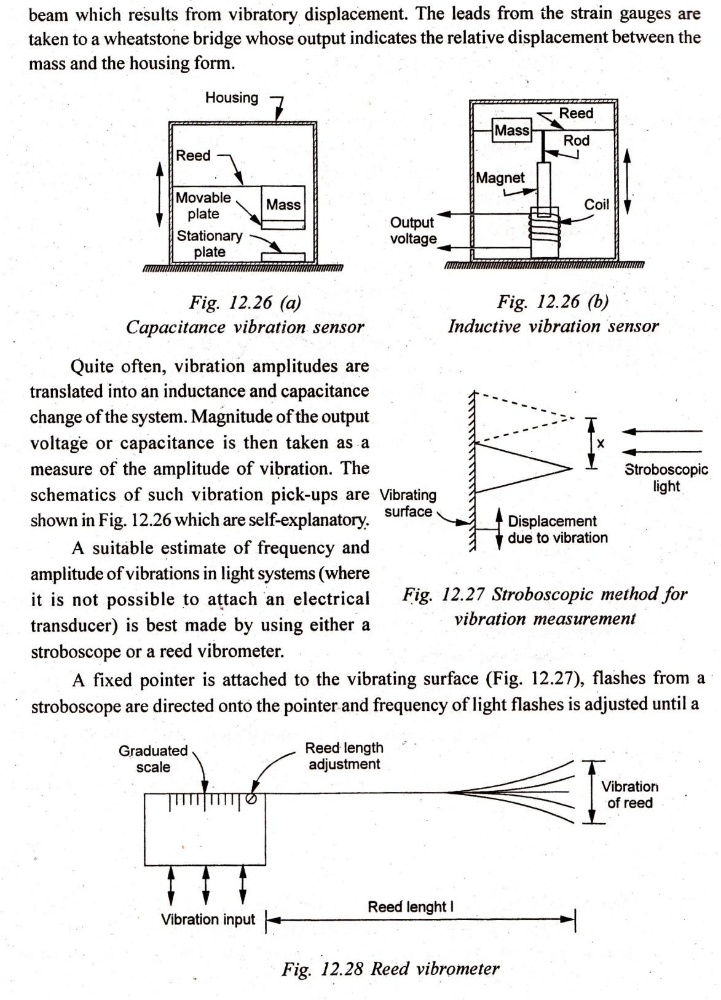 beam which results from vibratory displacement. The leads from the strain gauges are
taken to a wheatstone bridge whose output indicates the relative displacement between the
mass and the housing form.
Housing
Reed
Movable
plate
Mass
Stationary
plate
Fig. 12.26 (a)
Capacitance vibration sensor
Reed
Mass
Rod
Magnet
Coil
Output
voltage
Fig. 12.26 (b)
Inductive vibration sensor
Quite often, vibration amplitudes are
translated into an inductance and capacitance
change of the system. Magnitude of the output
voltage or capacitance is then taken as a
measure of the amplitude of vibration. The
schematics of such vibration pick-ups are
shown in Fig. 12.26 which are self-explanatory.
A suitable estimate of frequency and
amplitude of vibrations in light systems (where
it is not possible to attach an electrical
transducer) is best made by using either a
stroboscope or a reed vibrometer.
x
Stroboscopic
light
Vibrating
surface
Displacement
due to vibration
Fig. 12.27 Stroboscopic method for
vibration measurement
A fixed pointer is attached to the vibrating surface (Fig. 12.27), flashes from a
stroboscope are directed onto the pointer and frequency of light flashes is adjusted until a
Graduated
scale
Reed length
adjustment
Vibration
of reed
Vibration input
Reed lenght l
Fig. 12.28 Reed vibrometer